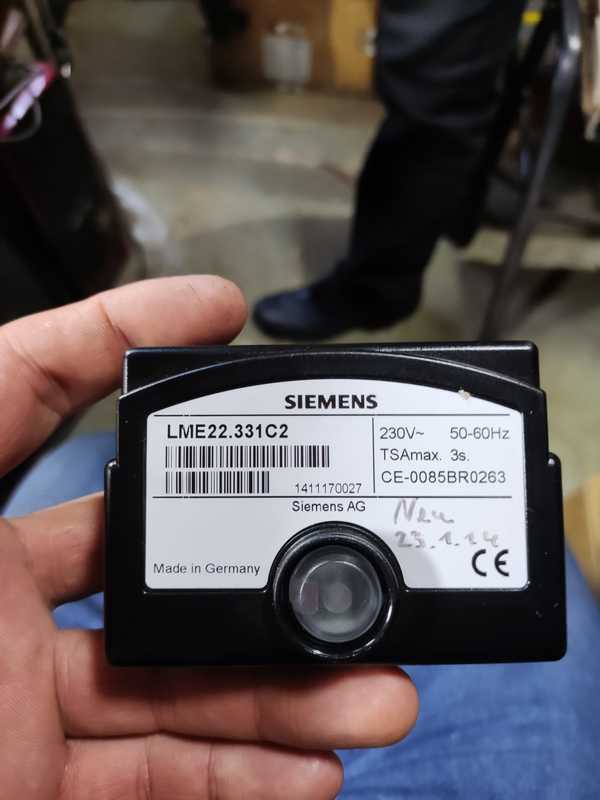 SIEMENS
LME22.331C2
230V~ 50-60Hz
TSAmax. 3s.
1411170027
CE-0085BR0263
Siemens AG
Neu
23.1.14
Made in Germany
CE